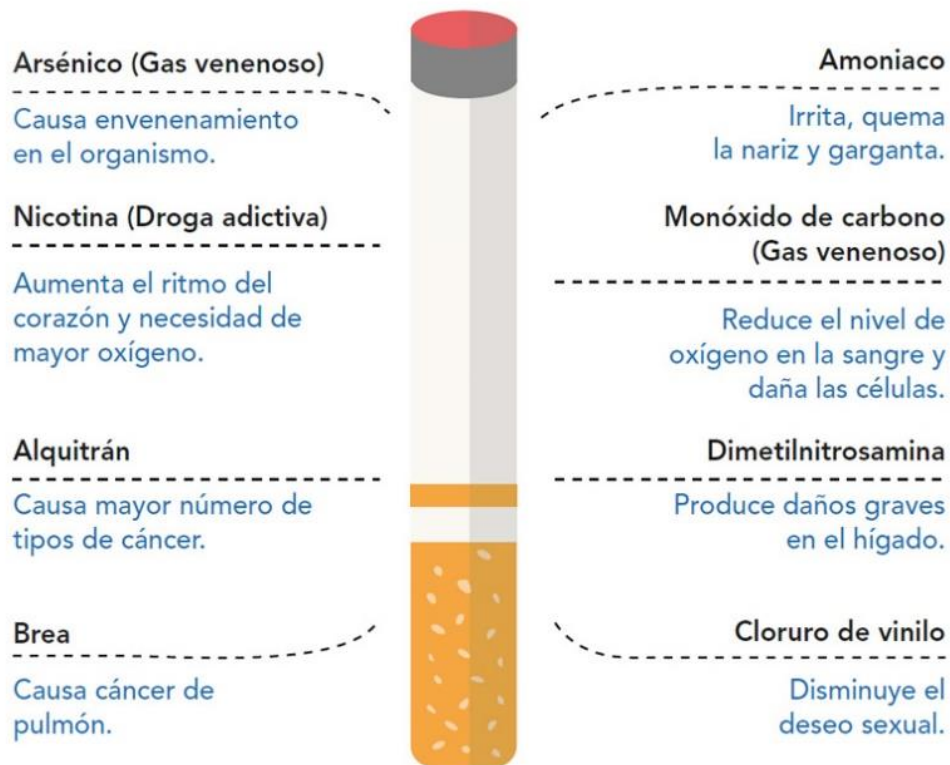 Arsénico (Gas venenoso)
Causa envenenamiento
en el organismo.
Nicotina (Droga adictiva)
Aumenta el ritmo del
corazón y necesidad de
mayor oxígeno.
Alquitrán
Causa mayor número de
tipos de cáncer.
Brea
Causa cáncer de
pulmón.
Amoniaco
Irrita, quema
la nariz y garganta.
Monóxido de carbono
(Gas venenoso)
Reduce el nivel de
oxígeno en la sangre y
daña las células.
Dimetilnitrosamina
Produce daños graves
en el hígado.
Cloruro de vinilo
Disminuye el
deseo sexual.